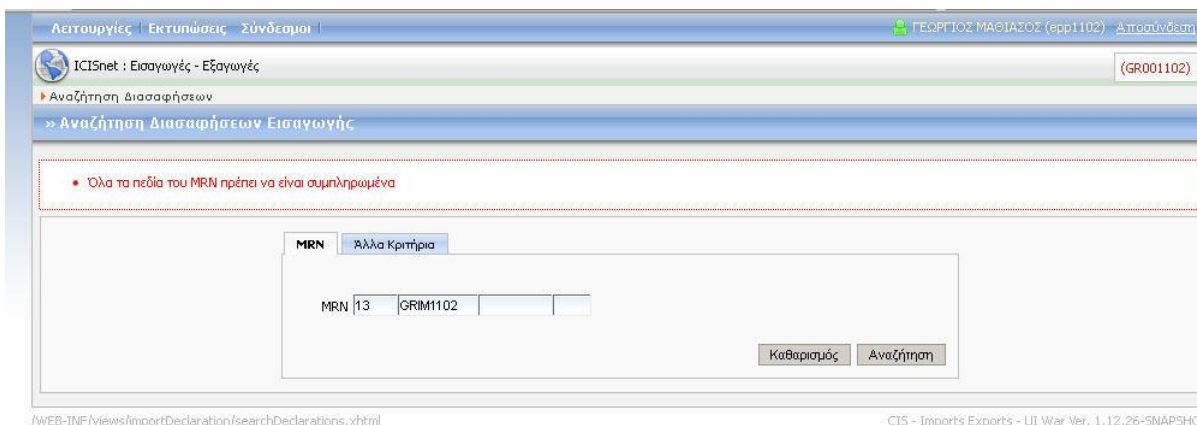 Λειτουργίες | Εκτυπώσεις Σύνδεσμοι | ΓΕΩΡΓΙΟΣ ΜΑΘΙΑΣΟΣ (epp1102) Αποσύνδεση
ICISnet : Εισαγωγές - Εξαγωγές (GR001102)
Αναζήτηση Διασαφήσεων
» Αναζήτηση Διασαφήσεων Εισαγωγής
• Όλα τα πεδία του MRN πρέπει να είναι συμπληρωμένα
MRN Άλλα Κριτήρια
MRN 13 GRIM1102
Καθαρισμός Αναζήτηση
/WEB-INF/views/importDeclaration/searchDeclarations.xhtml CIS - Imports Exports - UI War Ver. 1.12.26-SNAPSHO